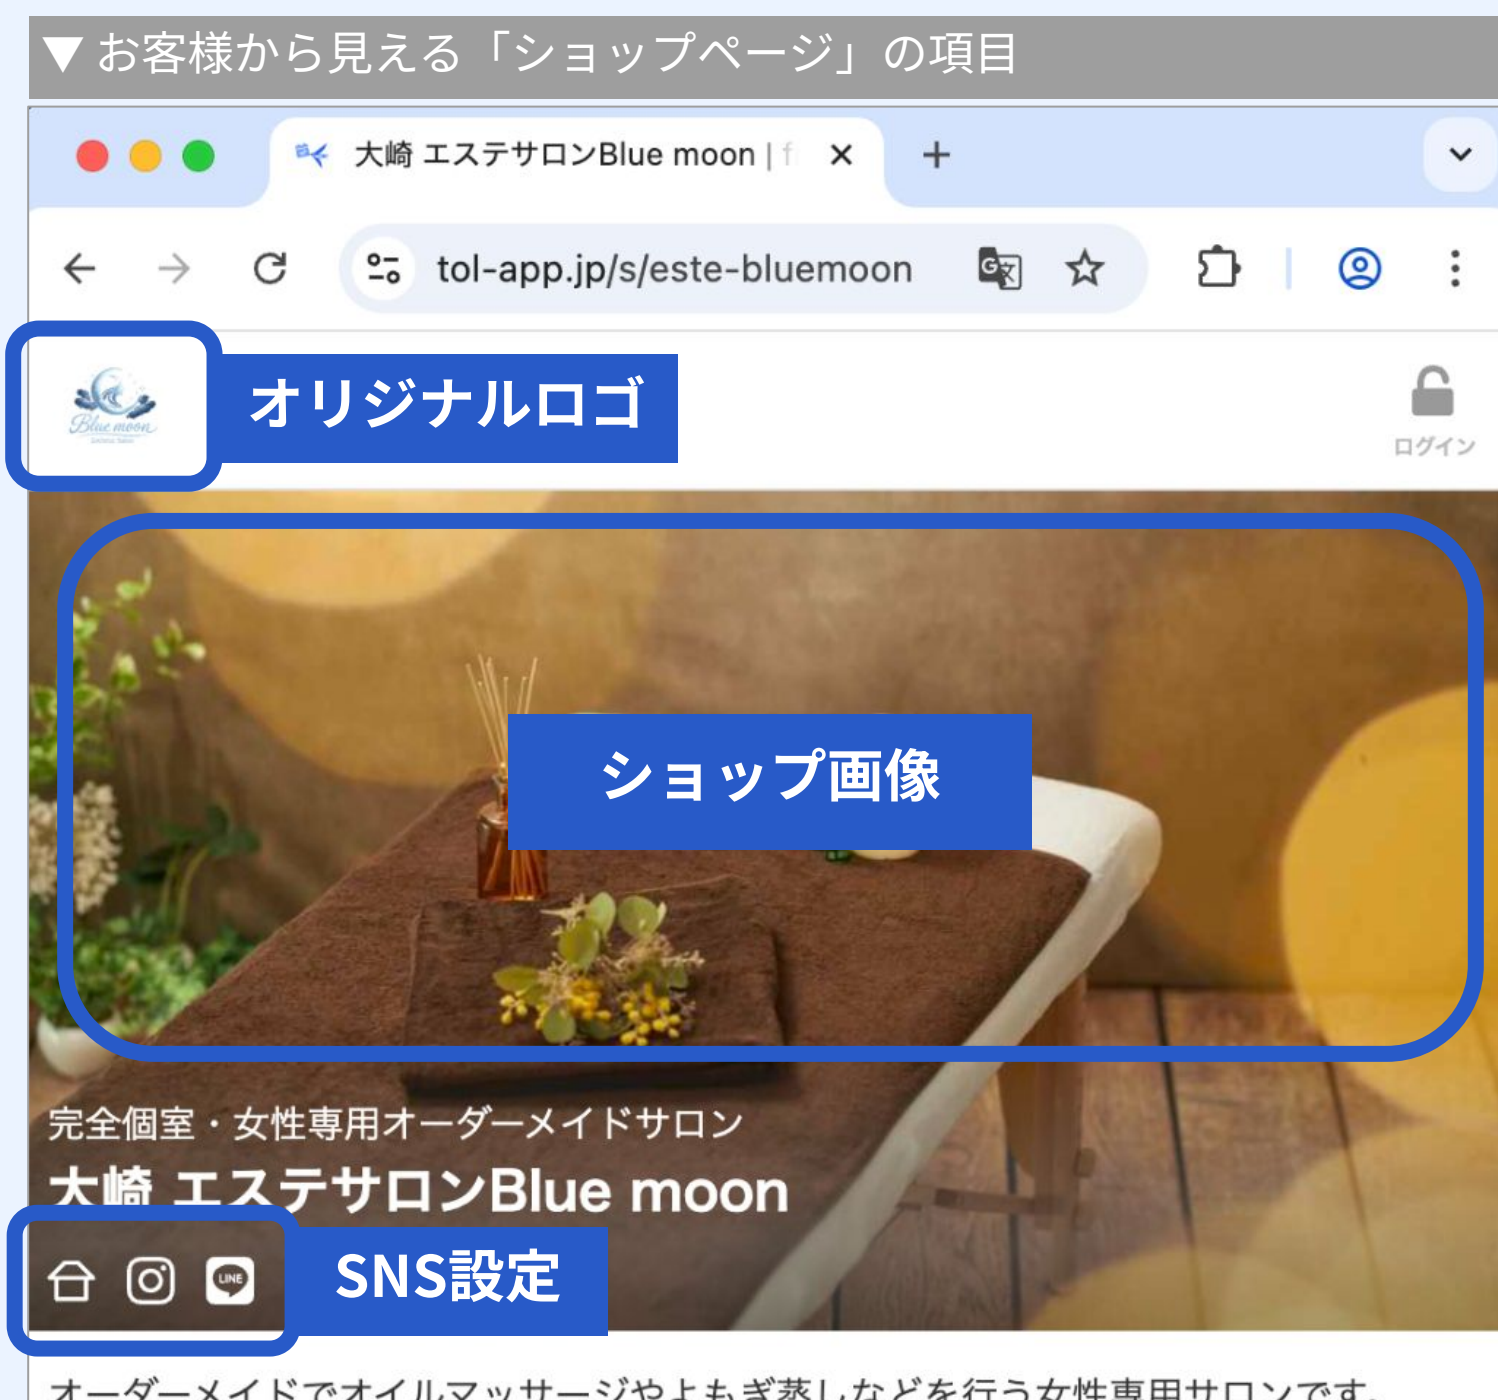 ▼ お客様から見える「ショップページ」の項目
大崎 エステサロンBlue moon | f
tol-app.jp/s/este-bluemoon
Blue moon
オリジナルロゴ
ログイン
ショップ画像
完全個室・女性専用オーダーメイドサロン
大崎 エステサロンBlue moon
LINE
SNS設定
オーダーメイドでオイルマッサージやよもぎ蒸しなどを行う女性専用サロンです。